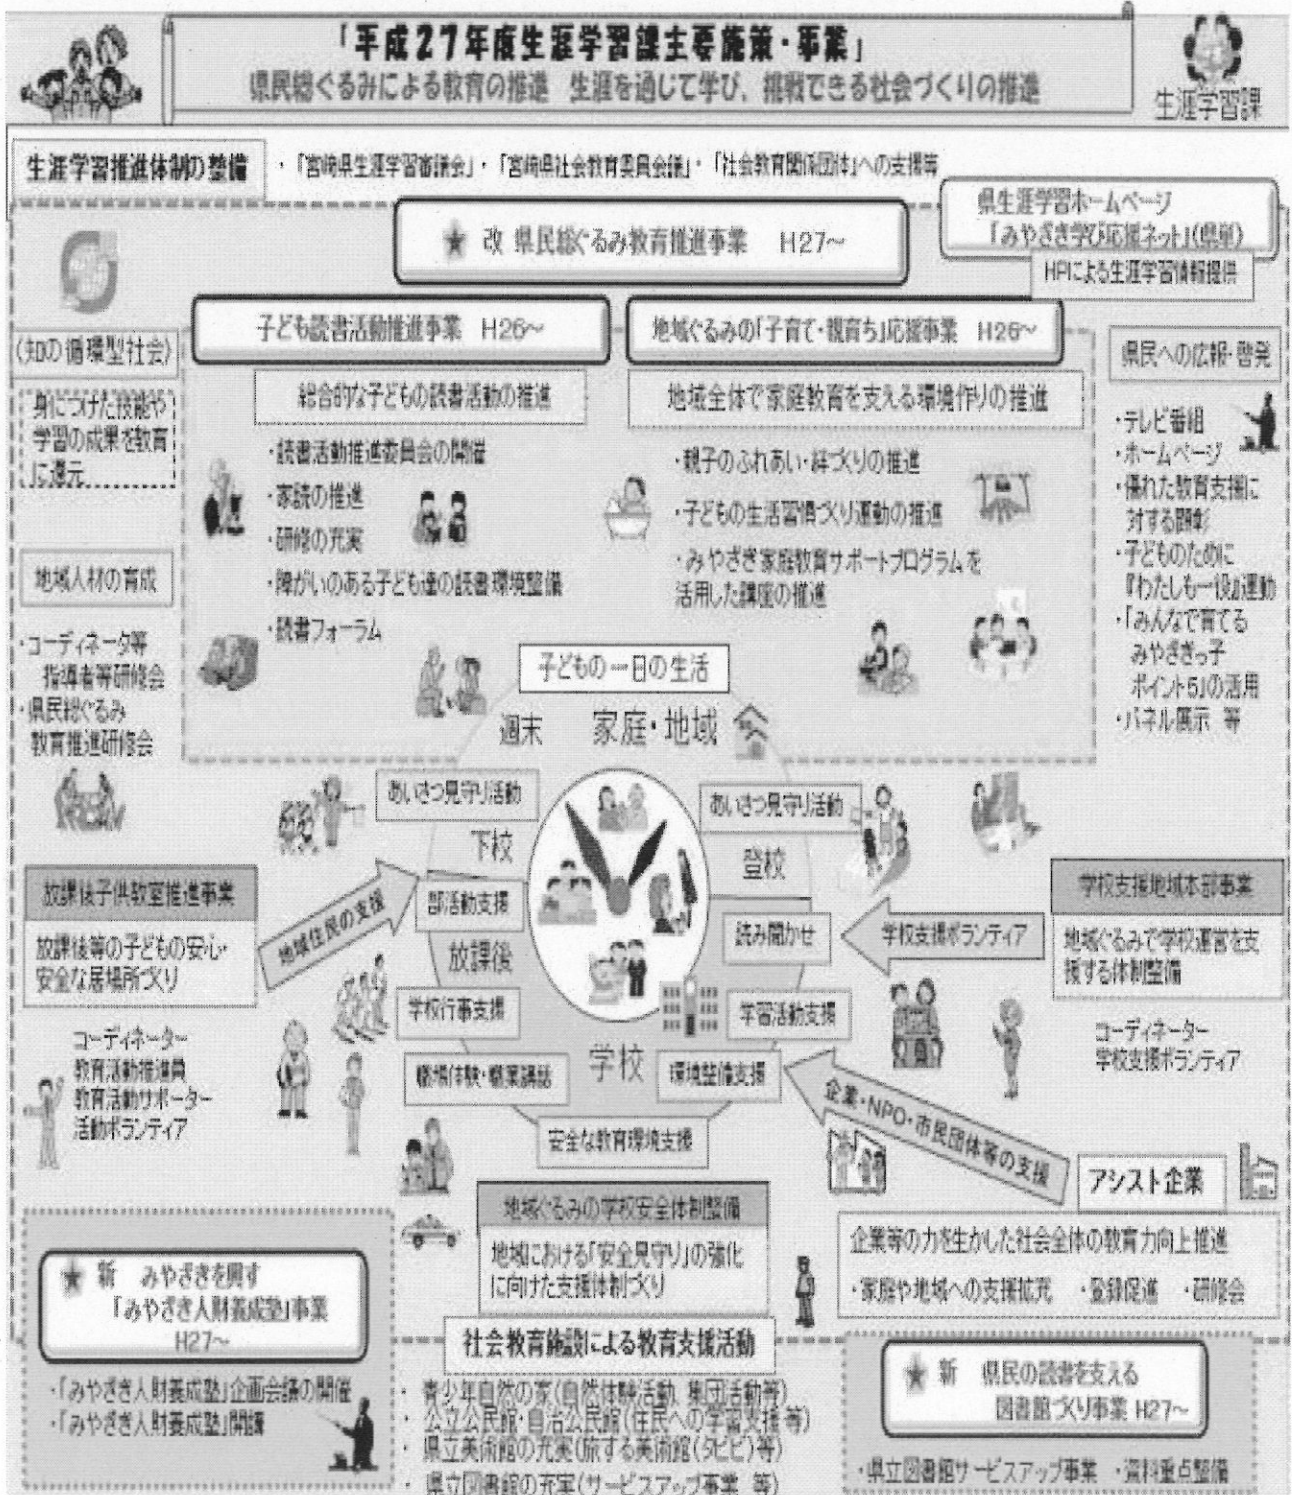 「平成27年度生涯学習課主要施策・事業」
県民総ぐるみによる教育の推進　生涯を通じて学び、挑戦できる社会づくりの推進
生涯学習課
生涯学習推進体制の整備
・「宮崎県生涯学習審議会」・「宮崎県社会教育委員会議」・「社会教育関係団体」への支援等
★ 改 県民総ぐるみ教育推進事業　H27～
県生涯学習ホームページ
「みやざき学び応援ネット」(県単)
HPによる生涯学習情報提供
(知の循環型社会)
身につけた技能や
学習の成果を教育
に還元
地域人材の育成
・コーディネータ等
指導者等研修会
・県民総ぐるみ
教育推進研修会
子ども読書活動推進事業　H26～
総合的な子どもの読書活動の推進
・読書活動推進委員会の開催
・家読の推進
・研修の充実
・障がいのある子ども達の読書環境整備
・読書フォーラム
地域ぐるみの「子育て・親育ち」応援事業　H26～
地域全体で家庭教育を支える環境作りの推進
・親子のふれあい・絆づくりの推進
・子どもの生活習慣づくり運動の推進
・みやざき家庭教育サポートプログラムを
活用した講座の推進
県民への広報・啓発
・テレビ番組
・ホームページ
・優れた教育支援に
対する顕彰
・子どものために
『わたしも一役』運動
・「みんなで育てる
みやざきっ子
ポイント5」の活用
・パネル展示 等
子どもの一日の生活
週末　家庭・地域
あいさつ見守り活動
あいさつ見守り活動
下校
登校
部活動支援
読み聞かせ
放課後
学校行事支援
学習活動支援
職場体験・職業講話
学校
環境整備支援
安全な教育環境支援
放課後子供教室推進事業
放課後等の子どもの安心・
安全な居場所づくり
地域住民の支援
コーディネーター
教育活動推進員
教育活動サポーター
活動ボランティア
学校支援地域本部事業
地域ぐるみで学校運営を支
援する体制整備
学校支援ボランティア
コーディネーター
学校支援ボランティア
企業・NPO・市民団体等の支援
アシスト企業
企業等の力を生かした社会全体の教育力向上推進
・家庭や地域への支援拡充　・登録促進　・研修会
地域ぐるみの学校安全体制整備
地域における「安全見守り」の強化
に向けた支援体制づくり
★ 新　みやざきを興す
「みやざき人財養成塾」事業
H27～
・「みやざき人財養成塾」企画会議の開催
・「みやざき人財養成塾」開講
社会教育施設による教育支援活動
・ 青少年自然の家(自然体験活動、集団活動等)
・ 公立公民館・自治公民館(住民への学習支援 等)
・ 県立美術館の充実(旅する美術館(タビビ)等)
・ 県立図書館の充実(サービスアップ事業 等)
★ 新　県民の読書を支える
図書館づくり事業 H27～
・県立図書館サービスアップ事業　・資料重点整備